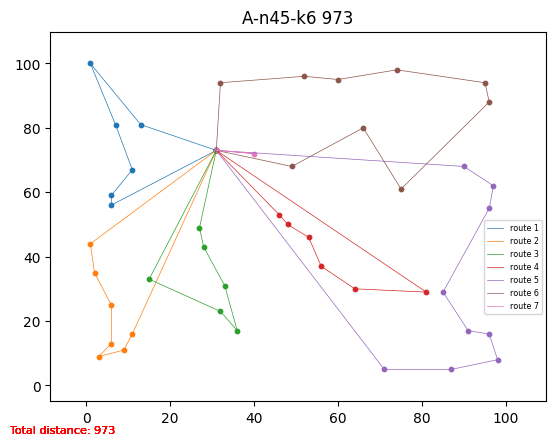 A-n45-k6 973
100
80
60
40
20
0
route 1
route 2
route 3
route 4
route 5
route 6
route 7
0 20 40 60 80 100
Total distance: 973